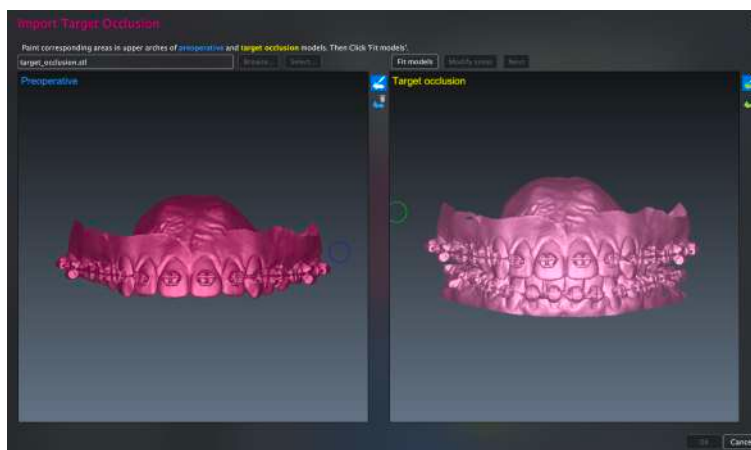 Import Target Occlusion
Paint corresponding areas in upper arches of preoperative and target occlusion models. Then Click 'Fit models'.
target_occlusion.stl
Browse...
Select...
Fit models
Modify areas
Next
Preoperative
Target occlusion
OK
Cance